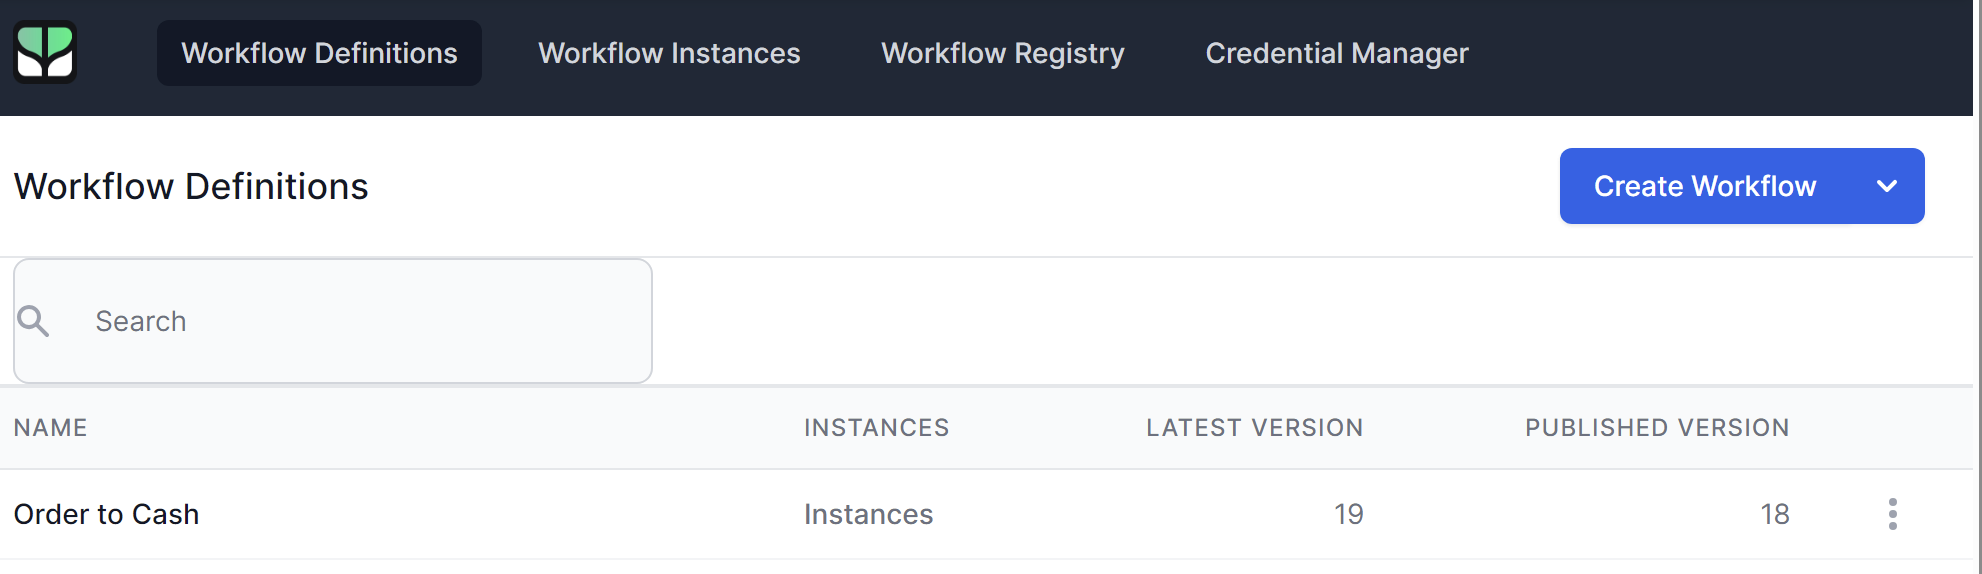 Workflow Definitions Workflow Instances Workflow Registry Credential Manager
Workflow Definitions Create Workflow
Search
NAME INSTANCES LATEST VERSION PUBLISHED VERSION
Order to Cash Instances 19 18